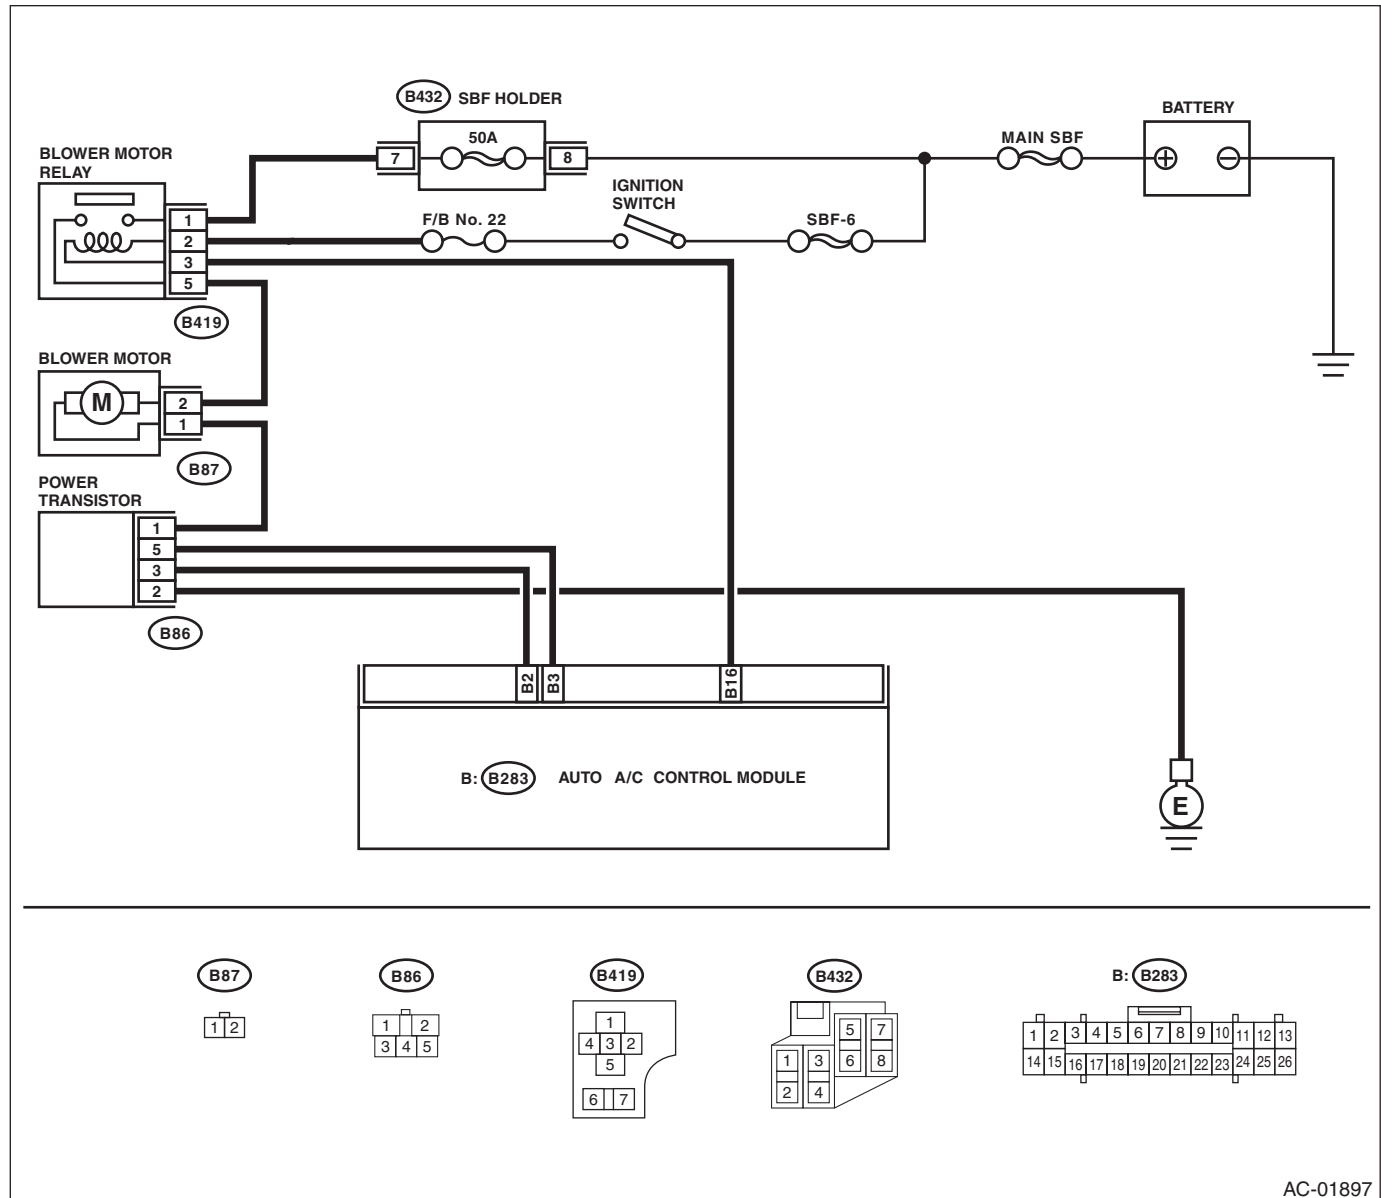 B432 SBF HOLDER
BATTERY
50A
MAIN SBF
BLOWER MOTOR
RELAY
7
8
IGNITION
SWITCH
F/B No. 22
SBF-6
1
2
3
5
B419
BLOWER MOTOR
M
2
1
B87
POWER
TRANSISTOR
1
5
3
2
B86
B2
B3
B16
B: B283 AUTO A/C CONTROL MODULE
E
B87
B86
B419
B432
B: B283
1 2
1 2
3 4 5
1
4 3 2
5
6 7
5 7
6 8
1 3
2 4
1 2 3 4 5 6 7 8 9 10 11 12 13
14 15 16 17 18 19 20 21 22 23 24 25 26
AC-01897